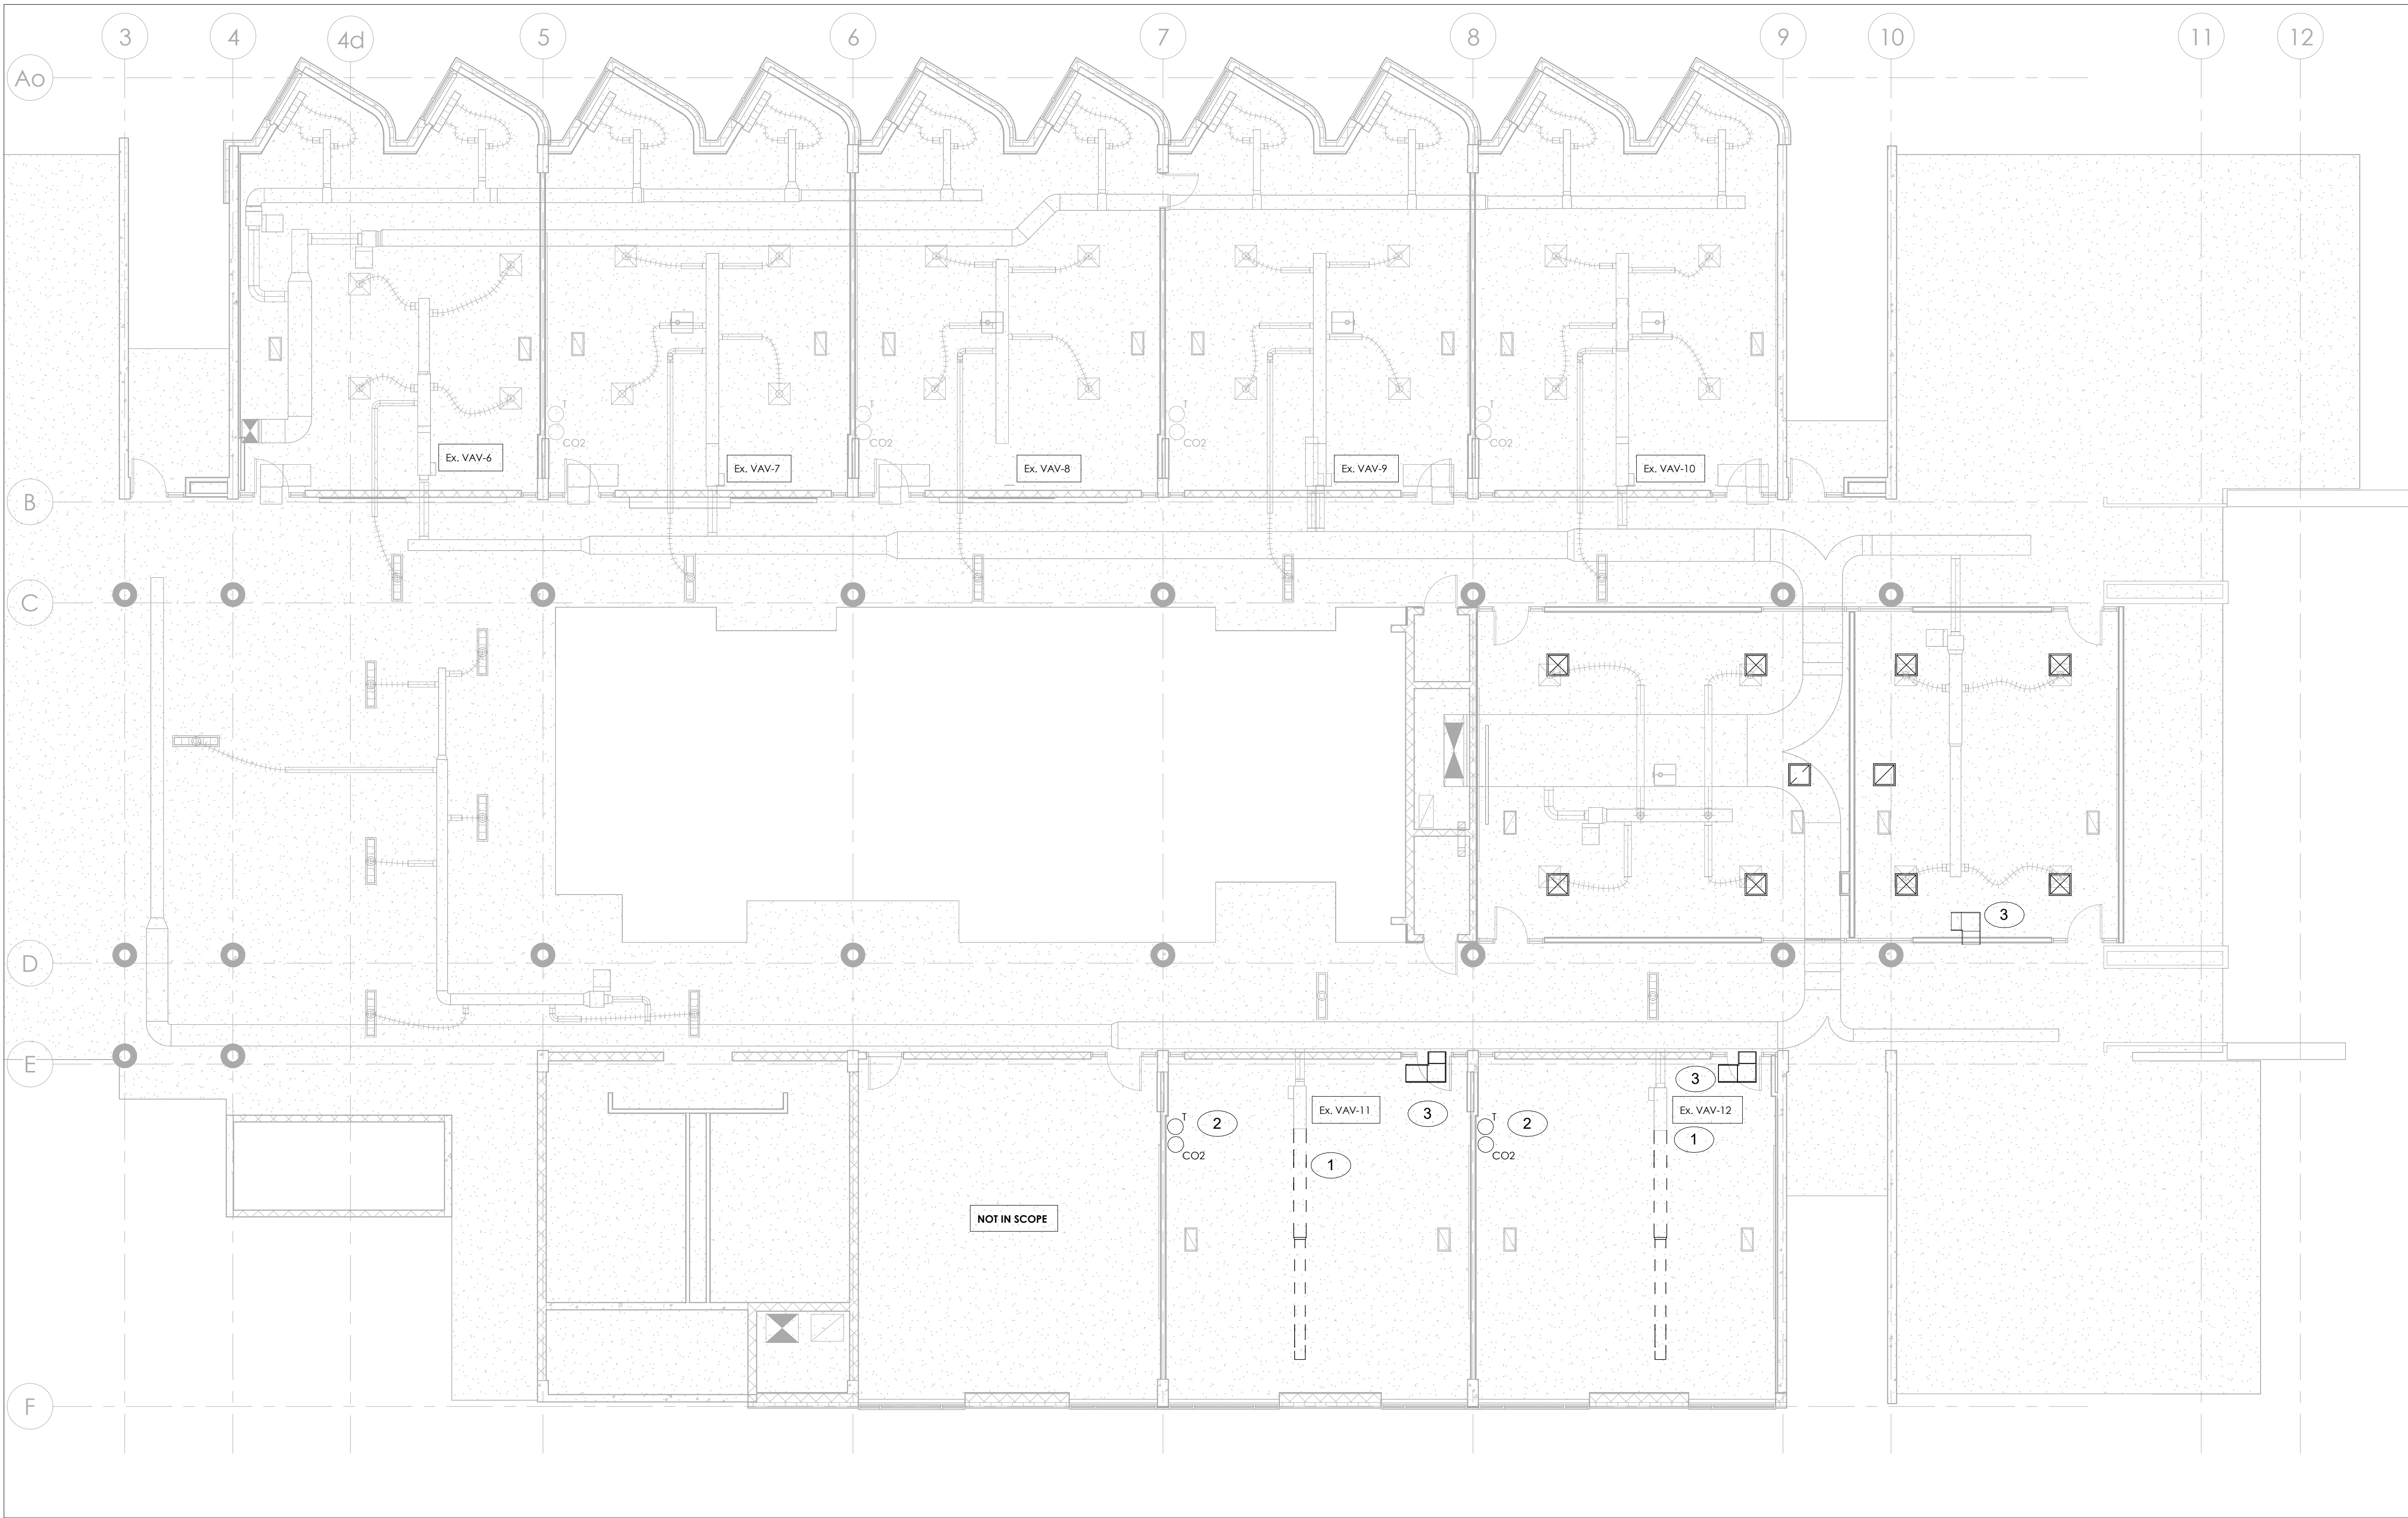 3
4
4d
5
6
7
8
9
10
11
12
Ao
T
CO2
T
CO2
T
CO2
T
CO2
Ex. VAV-6
Ex. VAV-7
Ex. VAV-8
Ex. VAV-9
Ex. VAV-10
B
C
3
D
E
3
Ex. VAV-11
Ex. VAV-12
3
T
2
T
2
1
CO2
CO2
1
NOT IN SCOPE
F